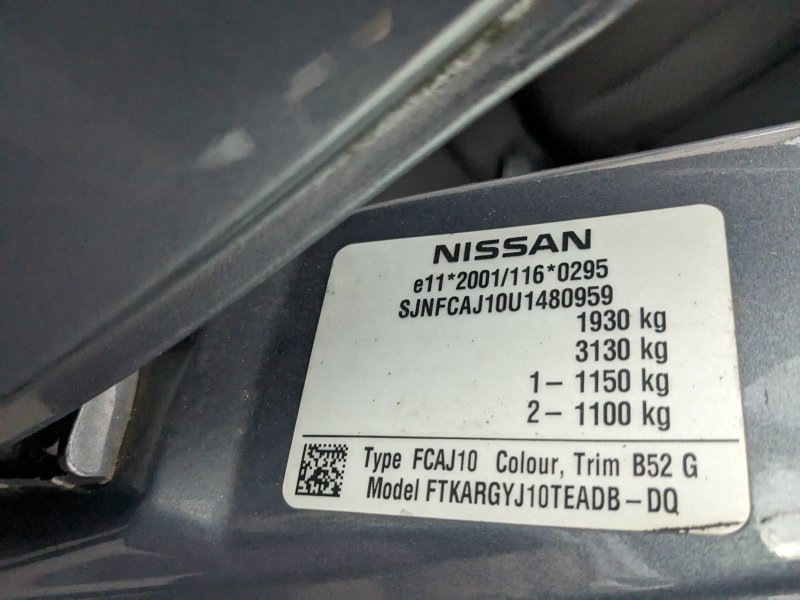 NISSAN
e11*2001/116*0295
SJNFCAJ10U1480959
1930 kg
3130 kg
1– 1150 kg
2– 1100 kg
Type FCAJ10 Colour, Trim B52 G
Model FTKARGYJ10TEADB–DQ